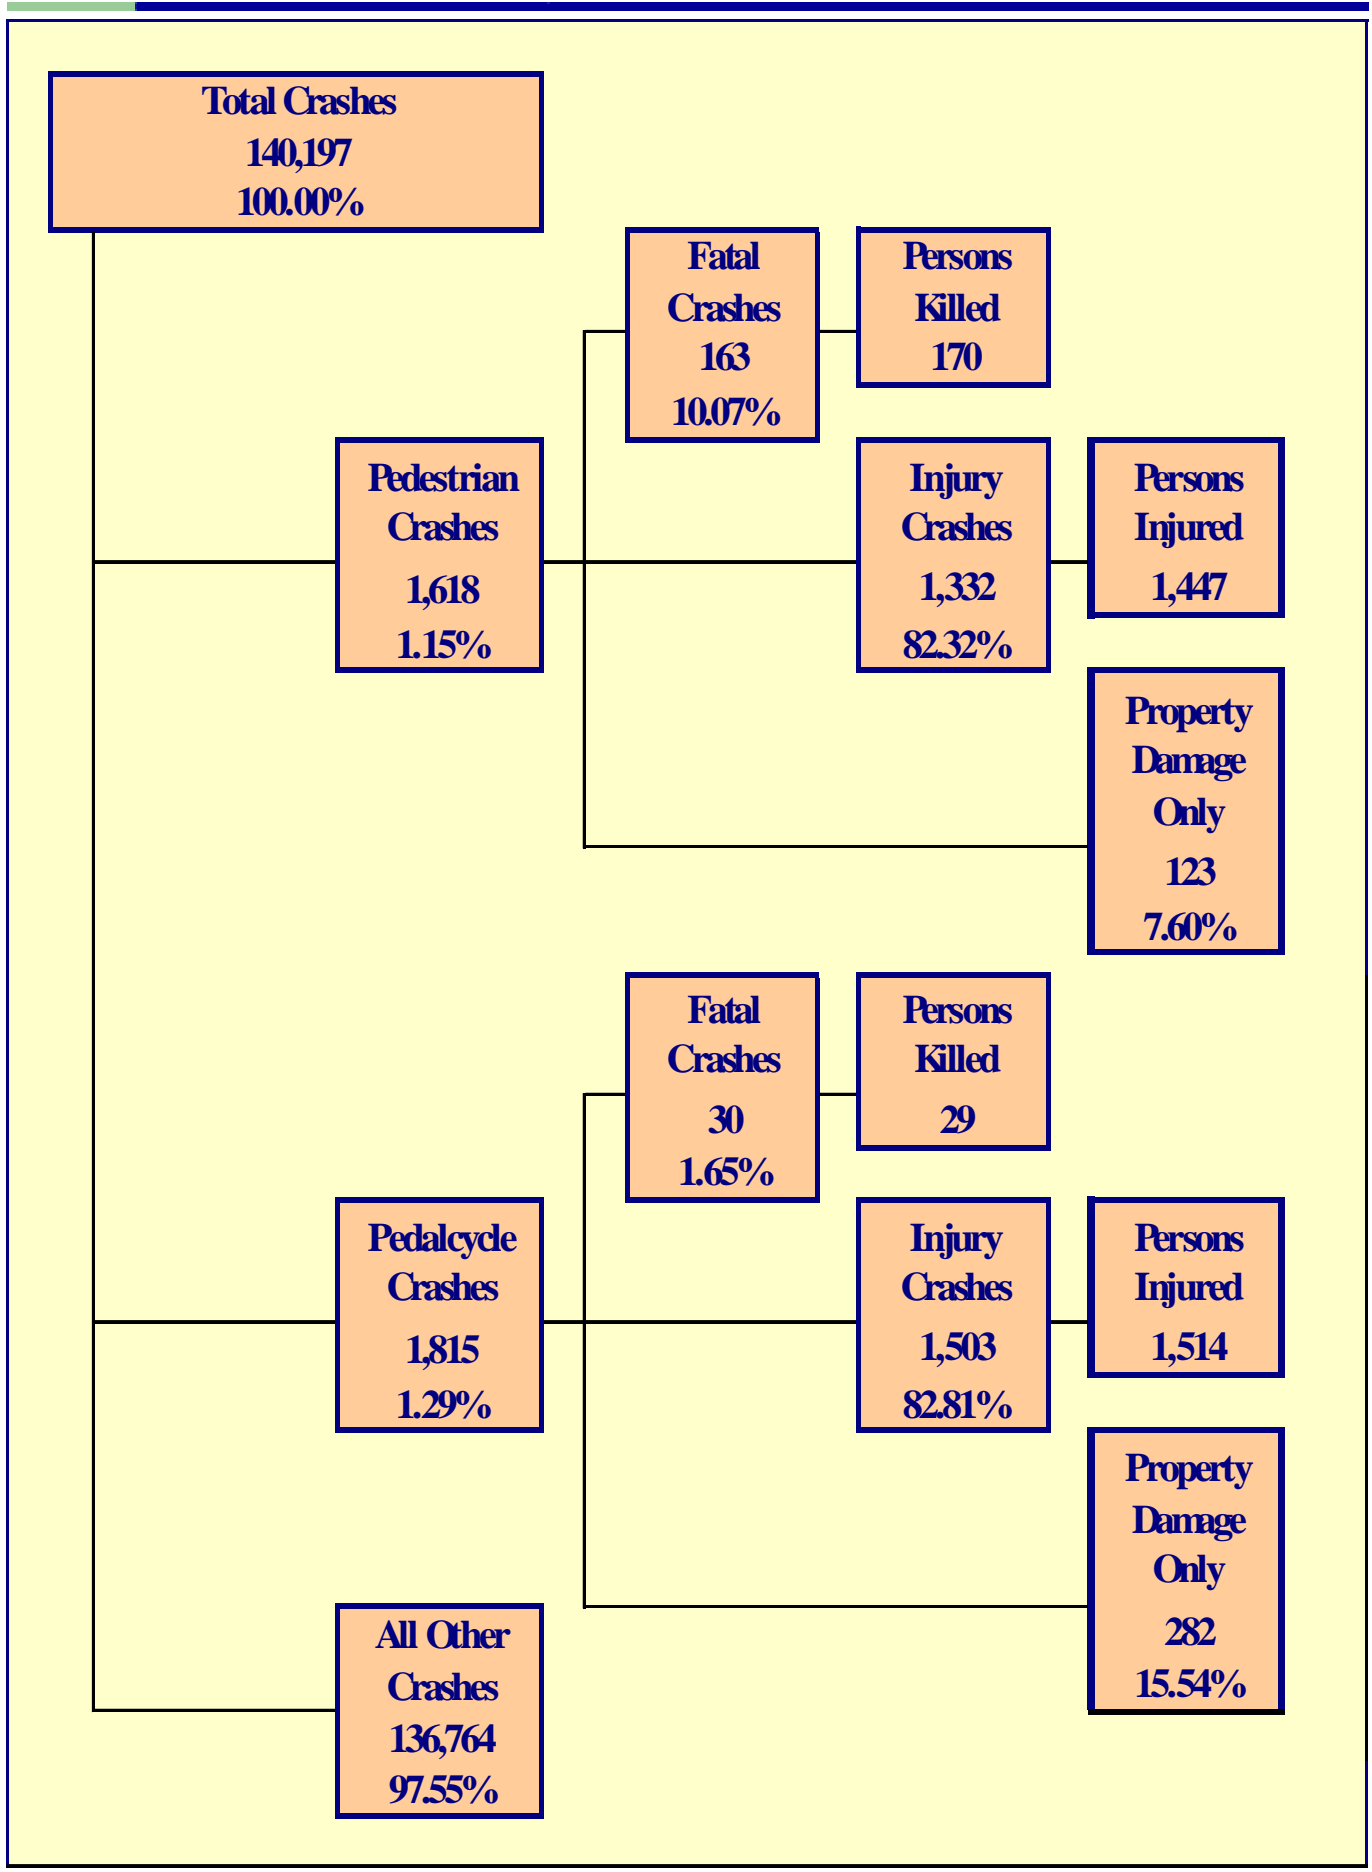 Total Crashes
140,197
100.00%
Fatal
Crashes
163
10.07%
Persons
Killed
170
Pedestrian
Crashes
1,618
1.15%
Injury
Crashes
1,332
82.32%
Persons
Injured
1,447
Property
Damage
Only
123
7.60%
Fatal
Crashes
30
1.65%
Persons
Killed
29
Pedalcycle
Crashes
1,815
1.29%
Injury
Crashes
1,503
82.81%
Persons
Injured
1,514
Property
Damage
Only
282
15.54%
All Other
Crashes
136,764
97.55%